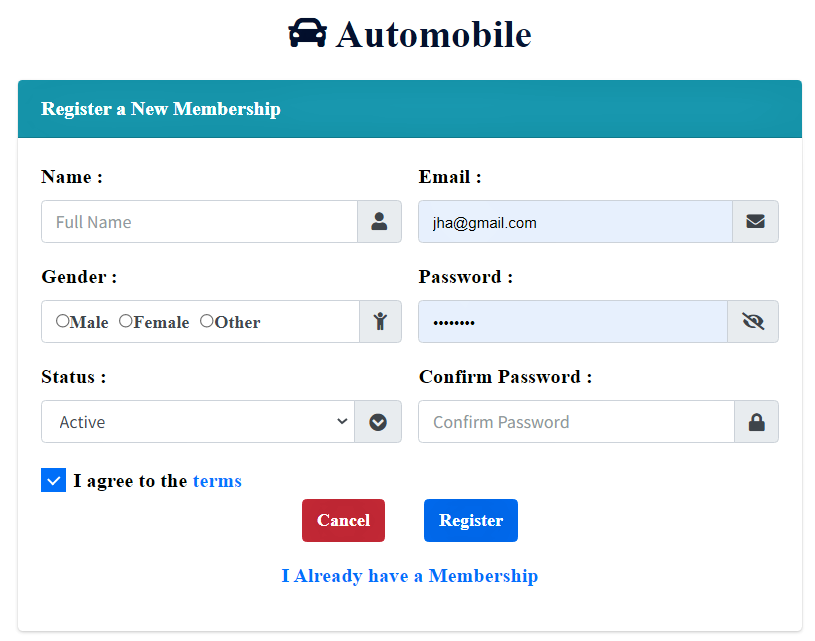 Automobile
Register a New Membership
Name :
Email :
Full Name
jha@gmail.com
Gender :
Password :
Male Female Other
••••••••
Status :
Confirm Password :
Active
Confirm Password
I agree to the terms
Cancel
Register
I Already have a Membership